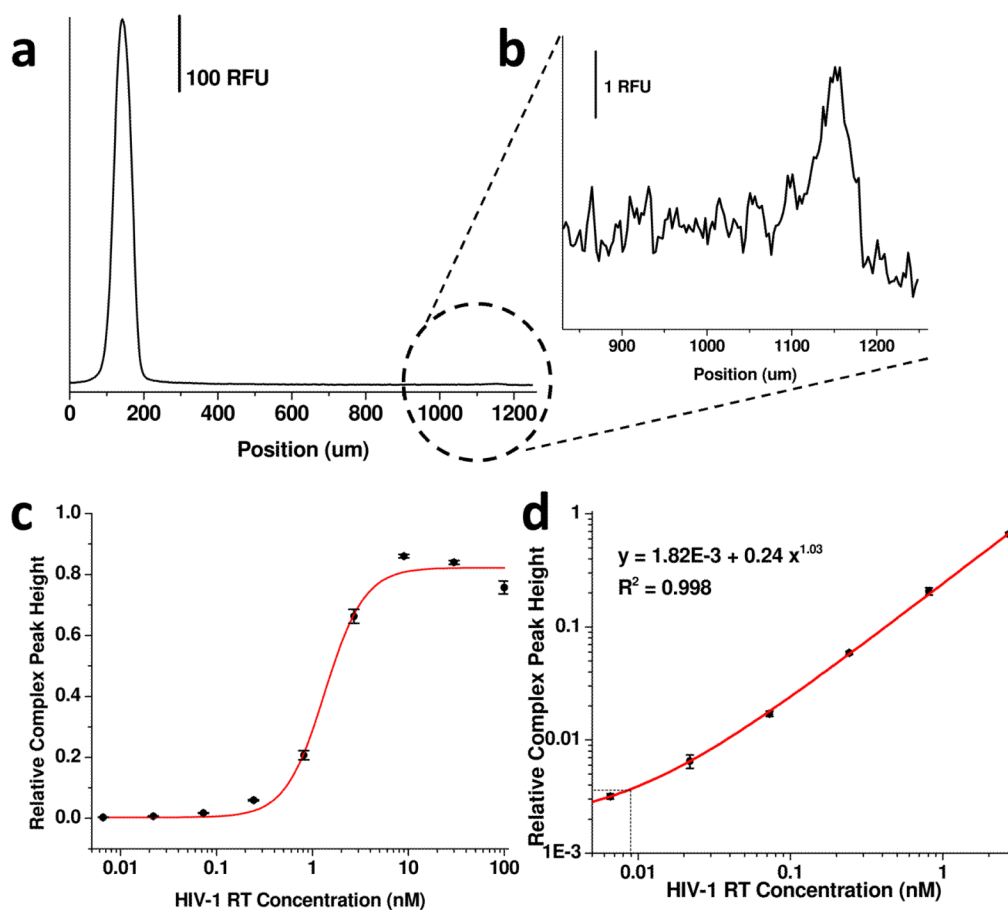 a
100 RFU
0 200 400 600 800 1000 1200
Position (um)
b
1 RFU
900 1000 1100 1200
Position (um)
c
Relative Complex Peak Height
1.0
0.8
0.6
0.4
0.2
0.0
0.01 0.1 1 10 100
HIV-1 RT Concentration (nM)
d
Relative Complex Peak Height
1
0.1
0.01
1E-3
y = 1.82E-3 + 0.24 x^1.03
R² = 0.998
0.01 0.1 1
HIV-1 RT Concentration (nM)